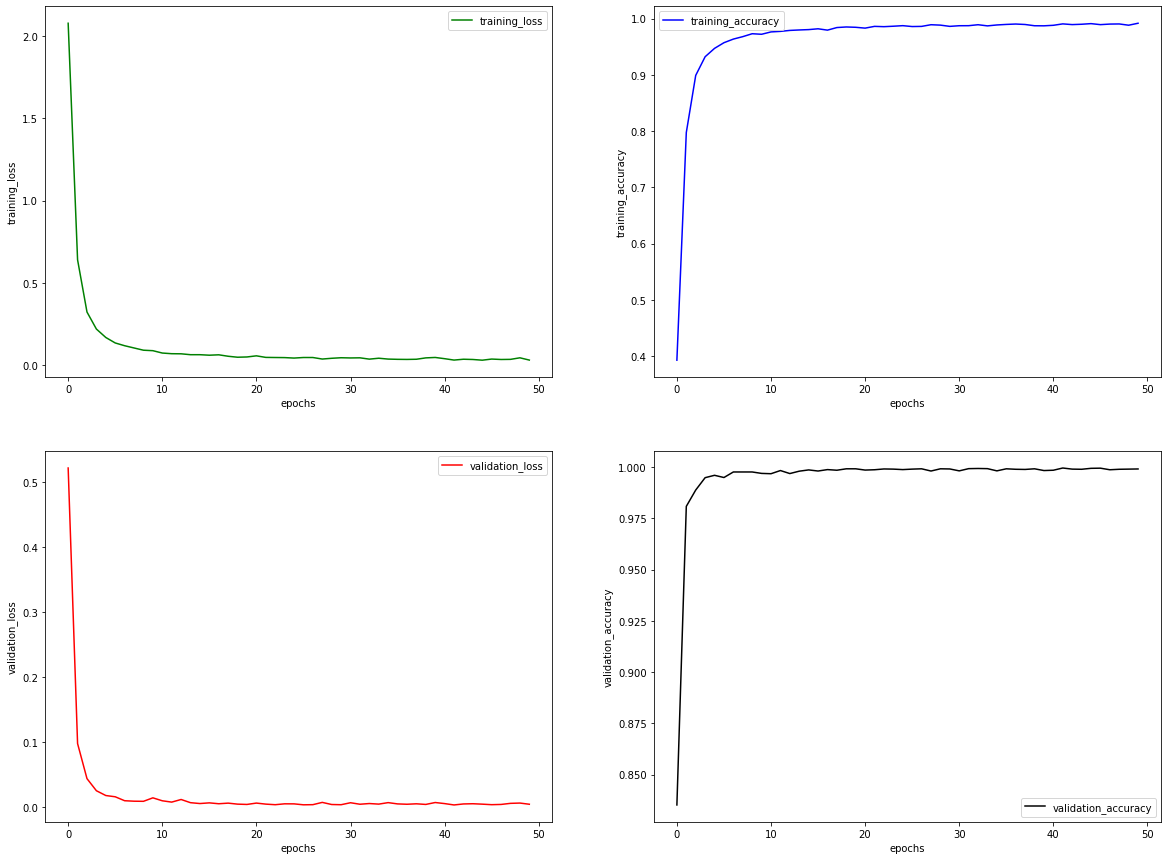 training_loss
2.0
1.5
1.0
0.5
0.0
training_loss
0 10 20 30 40 50
epochs
training_accuracy
1.0
0.9
0.8
0.7
0.6
0.5
0.4
training_accuracy
0 10 20 30 40 50
epochs
validation_loss
0.5
0.4
0.3
0.2
0.1
0.0
validation_loss
0 10 20 30 40 50
epochs
1.000
0.975
0.950
0.925
0.900
0.875
0.850
validation_accuracy
validation_accuracy
0 10 20 30 40 50
epochs